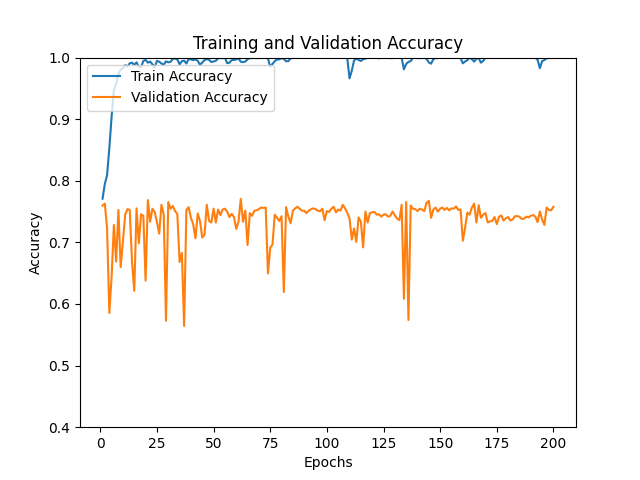 Training and Validation Accuracy
Train Accuracy
Validation Accuracy
1.0
0.9
0.8
0.7
0.6
0.5
0.4
Accuracy
0 25 50 75 100 125 150 175 200
Epochs